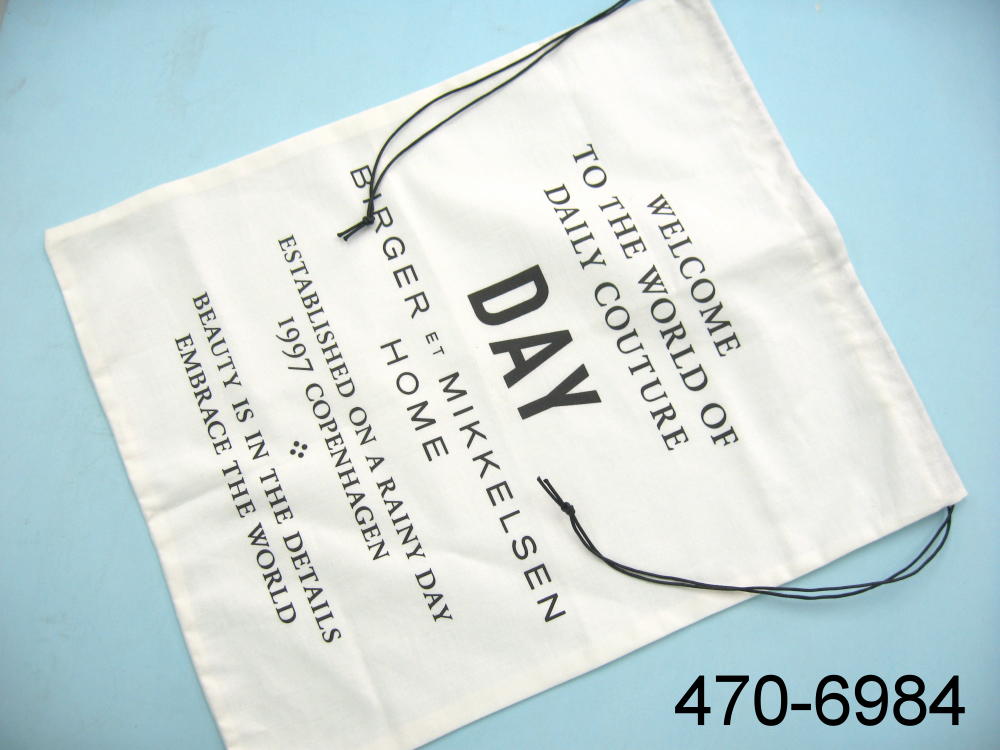 WELCOME
TO THE WORLD OF
DAILY COUTURE
DAY
BIRGER ET MIKKELSEN
HOME
ESTABLISHED ON A RAINY DAY
1997 COPENHAGEN
BEAUTY IS IN THE DETAILS
EMBRACE THE WORLD
470-6984